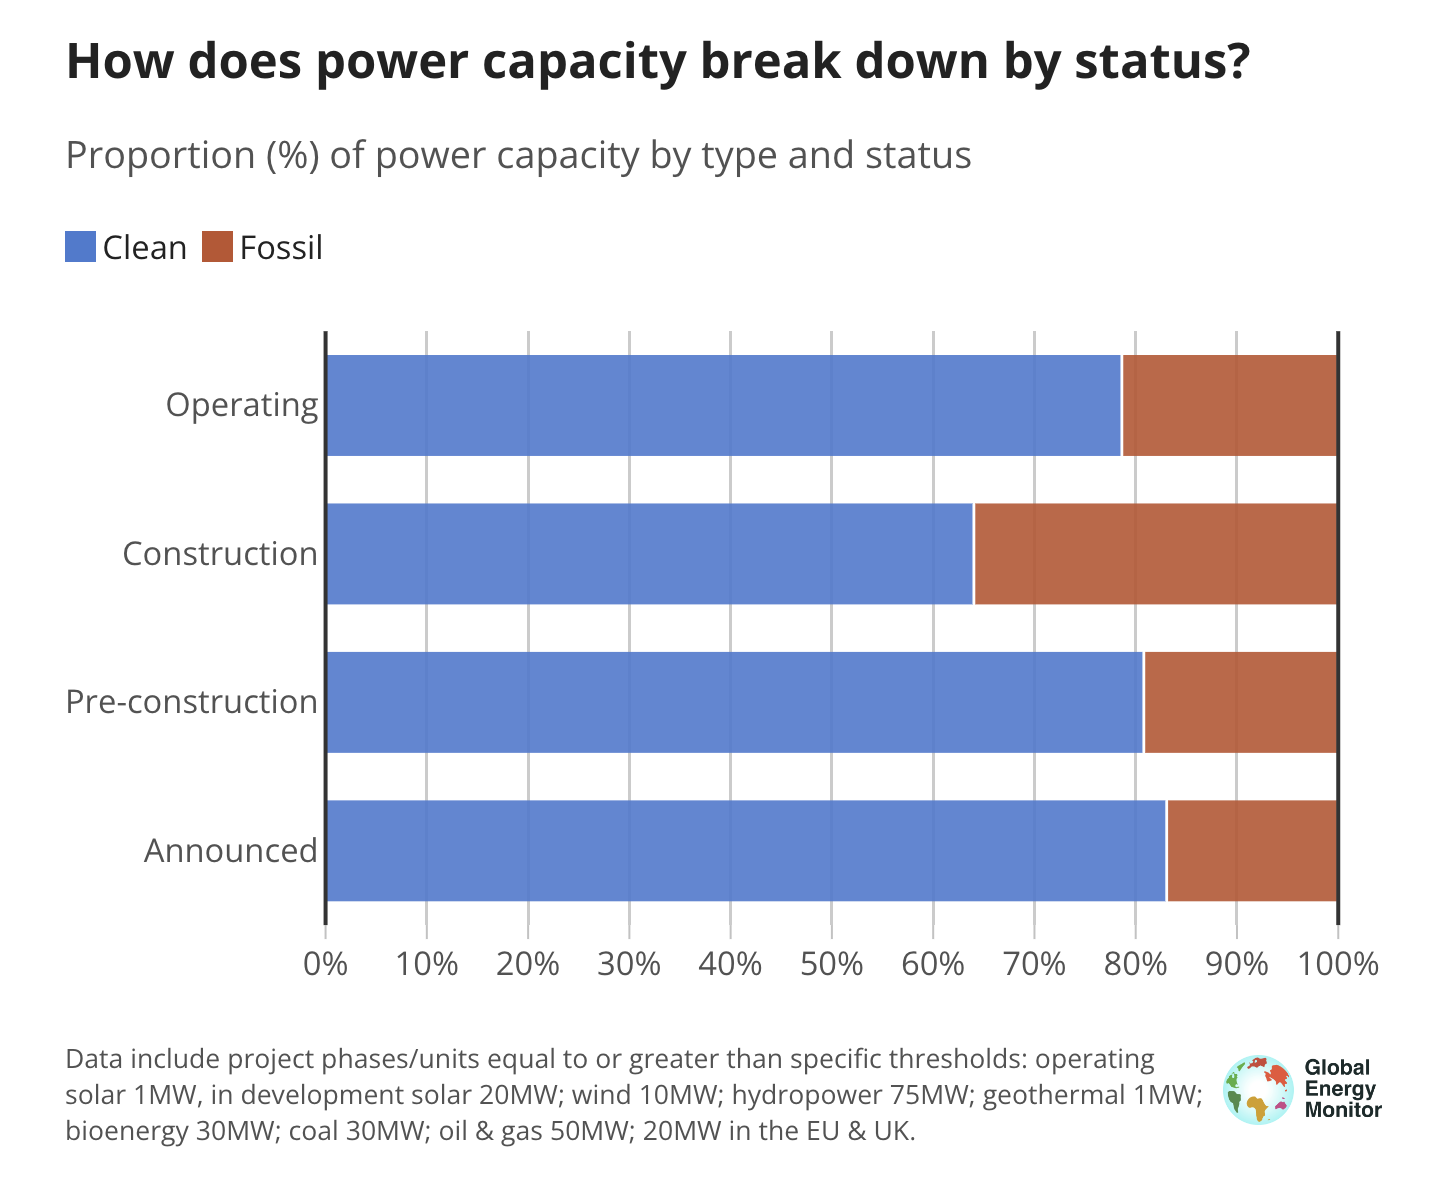 How does power capacity break down by status?
Proportion (%) of power capacity by type and status
Clean Fossil
Operating
Construction
Pre-construction
Announced
0% 10% 20% 30% 40% 50% 60% 70% 80% 90% 100%
Data include project phases/units equal to or greater than specific thresholds: operating
solar 1MW, in development solar 20MW; wind 10MW; hydropower 75MW; geothermal 1MW;
bioenergy 30MW; coal 30MW; oil & gas 50MW; 20MW in the EU & UK.
Global
Energy
Monitor